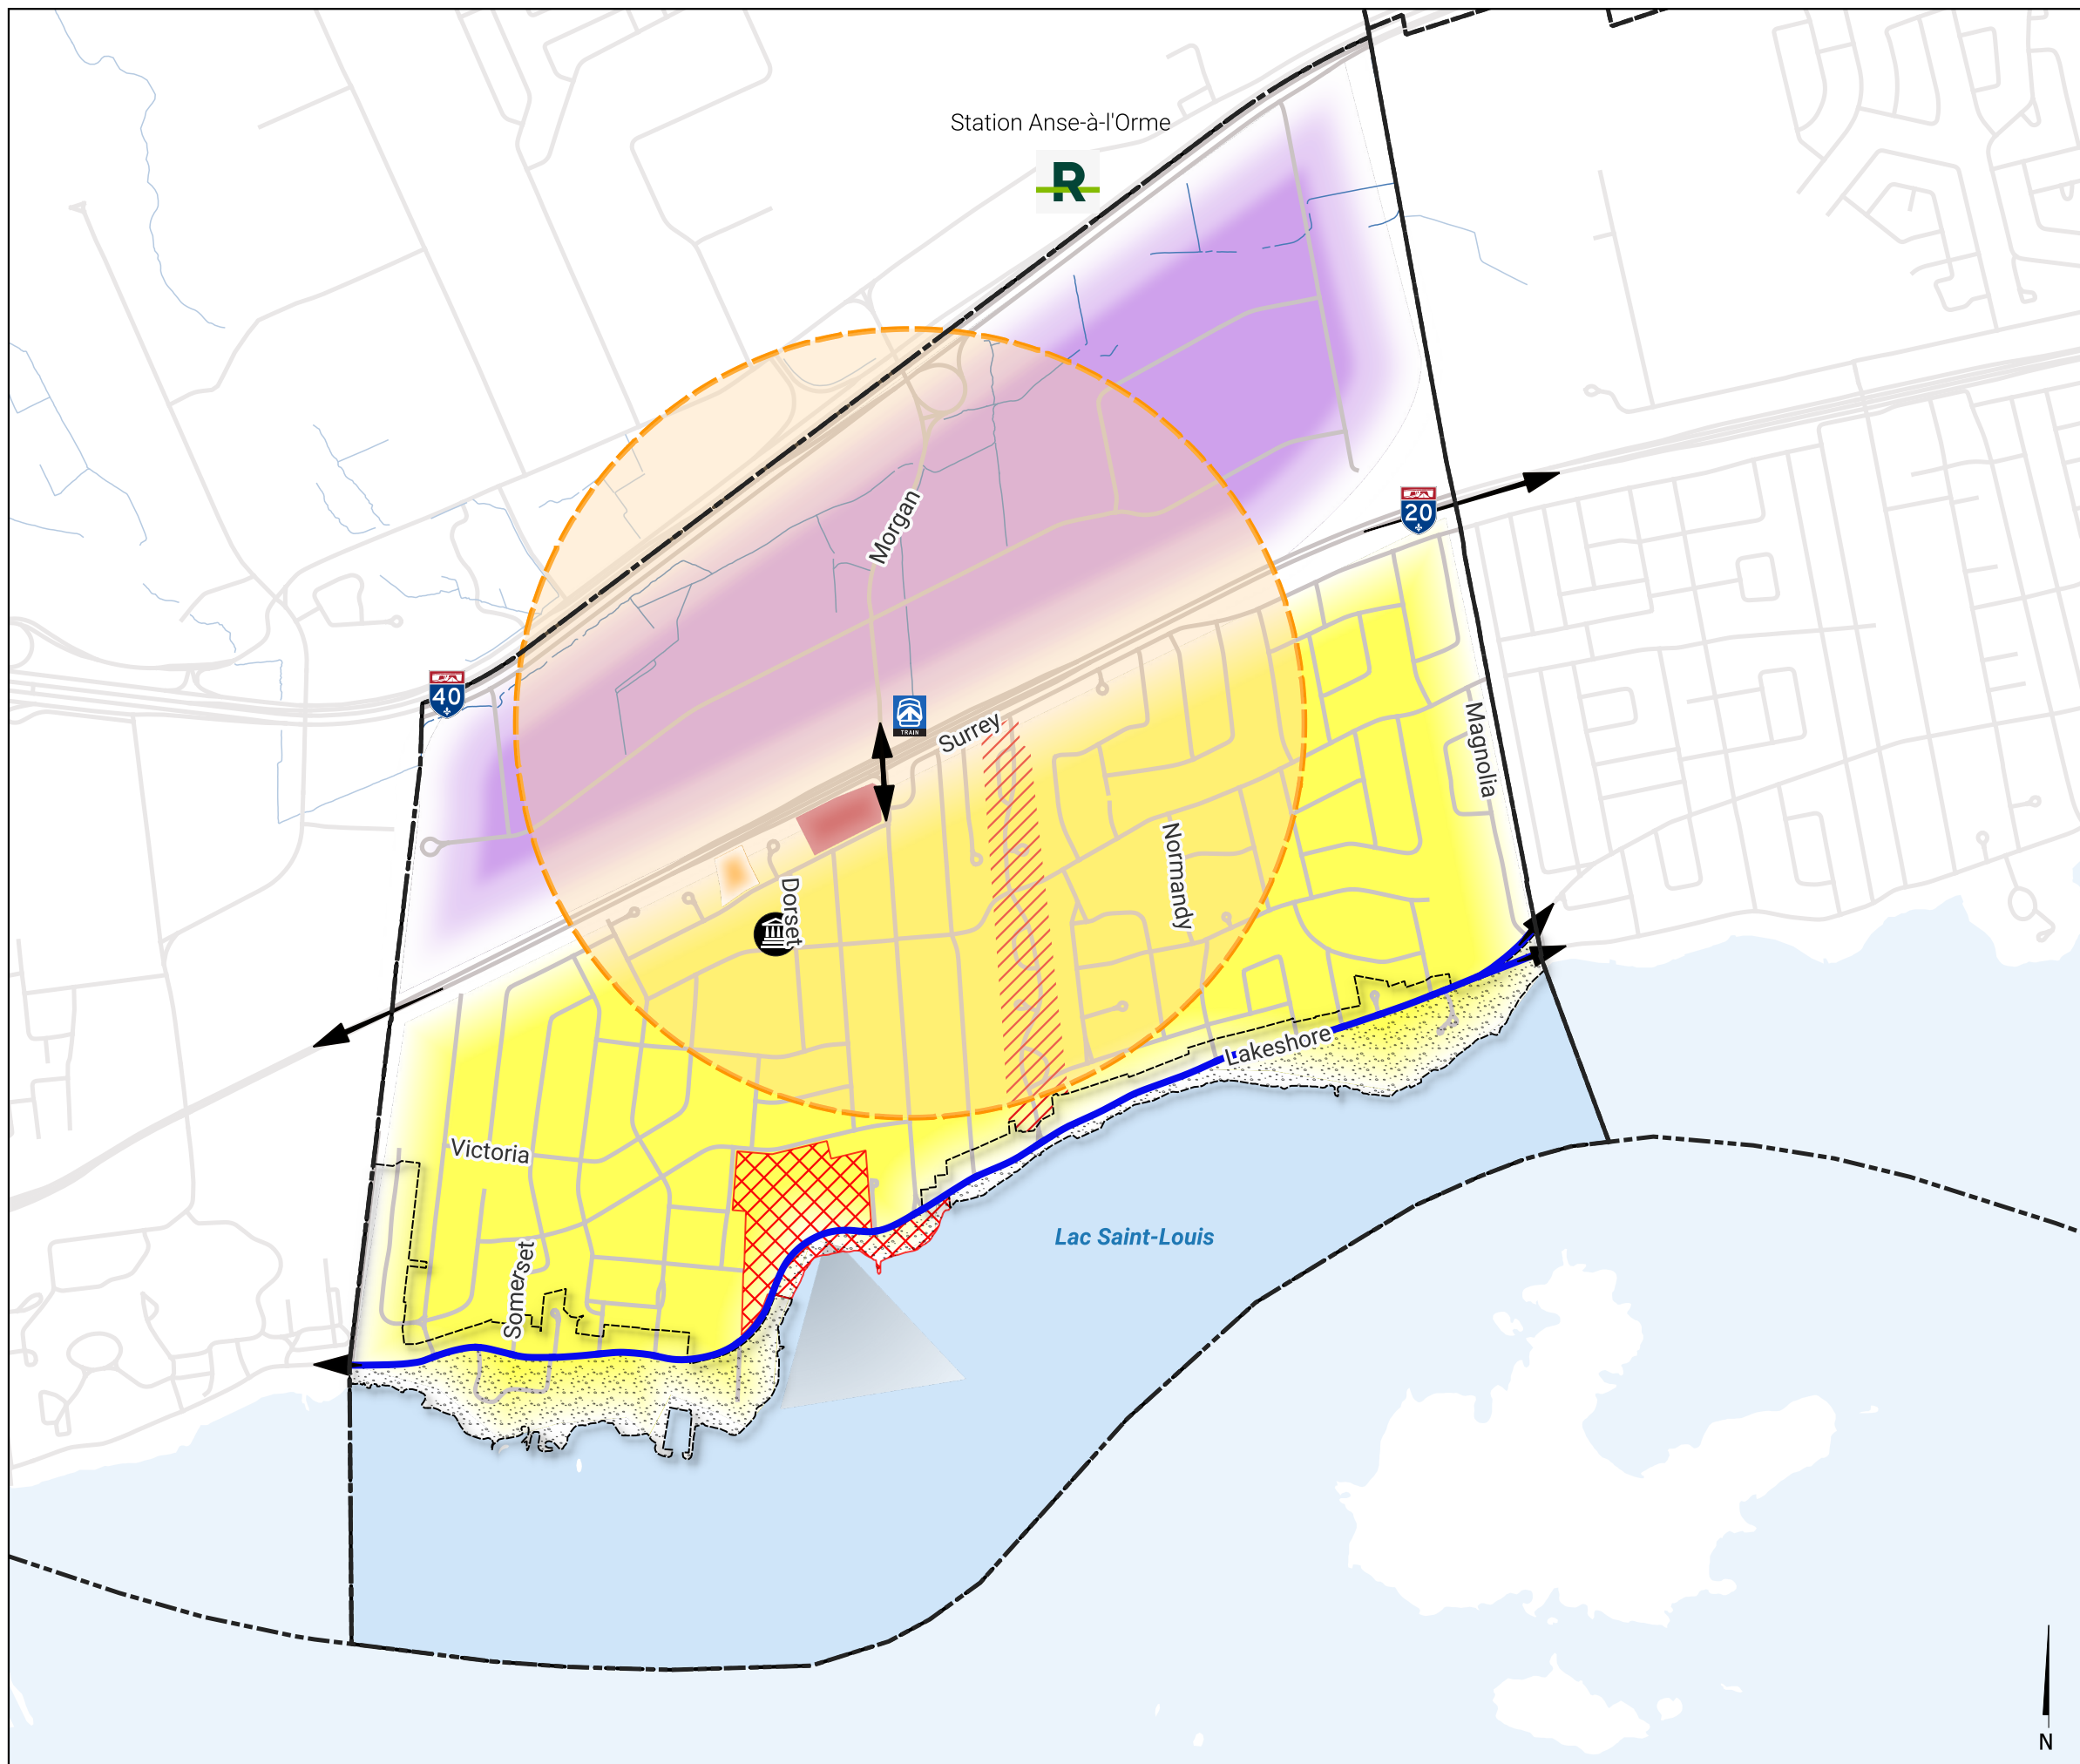 Station Anse-à-l'Orme
R
Morgan
20
40
TRAIN
Surrey
Magnolia
Normandy
Dorset
Lakeshore
Victoria
Lac Saint-Louis
Somerset
N